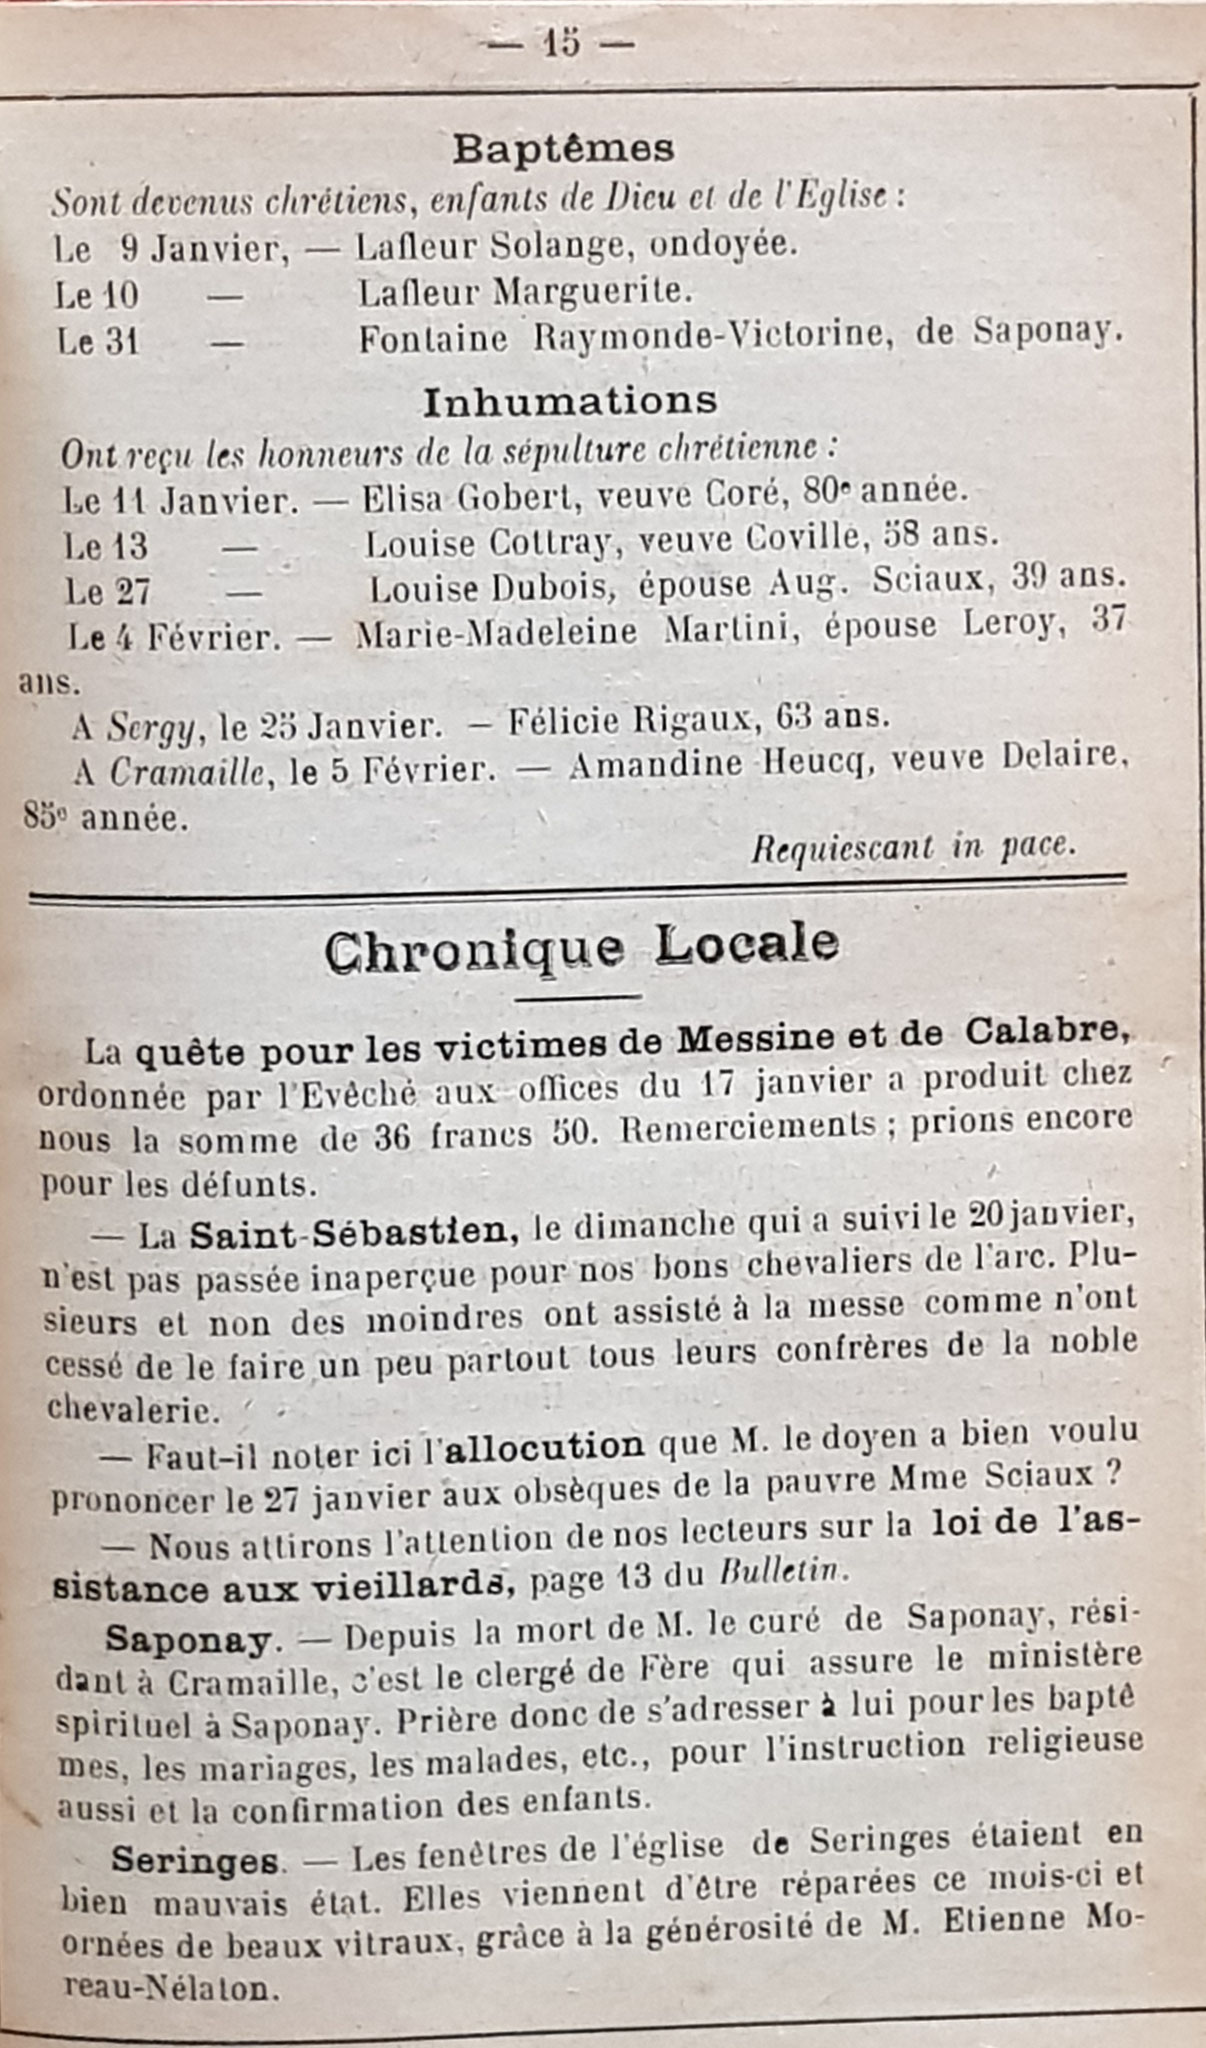 — 15 —
Baptêmes
Sont devenus chrétiens, enfants de Dieu et de l'Eglise :
Le 9 Janvier, — Lafleur Solange, ondoyée.
Le 10 — Lafleur Marguerite.
Le 31 — Fontaine Raymonde-Victorine, de Saponay.
Inhumations
Ont reçu les honneurs de la sépulture chrétienne :
Le 11 Janvier. — Elisa Gobert, veuve Coré, 80e année.
Le 13 — Louise Cottray, veuve Coville, 58 ans.
Le 27 — Louise Dubois, épouse Aug. Sciaux, 39 ans.
Le 4 Février. — Marie-Madeleine Martini, épouse Leroy, 37
ans.
A Sergy, le 25 Janvier. — Félicie Rigaux, 63 ans.
A Cramaille, le 5 Février. — Amandine Heucq, veuve Delaire,
85e année.
Requiescant in pace.
Chronique Locale
La quête pour les victimes de Messine et de Calabre,
ordonnée par l'Evêché aux offices du 17 janvier a produit chez
nous la somme de 36 francs 50. Remerciements ; prions encore
pour les défunts.
— La Saint-Sébastien, le dimanche qui a suivi le 20 janvier,
n'est pas passée inaperçue pour nos bons chevaliers de l'arc. Plu-
sieurs et non des moindres ont assisté à la messe comme n'ont
cessé de le faire un peu partout tous leurs confrères de la noble
chevalerie.
— Faut-il noter ici l'allocution que M. le doyen a bien voulu
prononcer le 27 janvier aux obsèques de la pauvre Mme Sciaux ?
— Nous attirons l'attention de nos lecteurs sur la loi de l'as-
sistance aux vieillards, page 13 du Bulletin.
Saponay. — Depuis la mort de M. le curé de Saponay, rési-
dant à Cramaille, c'est le clergé de Fère qui assure le ministère
spirituel à Saponay. Prière donc de s'adresser à lui pour les baptê
mes, les mariages, les malades, etc., pour l'instruction religieuse
aussi et la confirmation des enfants.
Seringes. — Les fenêtres de l'église de Seringes étaient en
bien mauvais état. Elles viennent d'être réparées ce mois-ci et
ornées de beaux vitraux, grâce à la générosité de M. Etienne Mo-
reau-Nélaton.